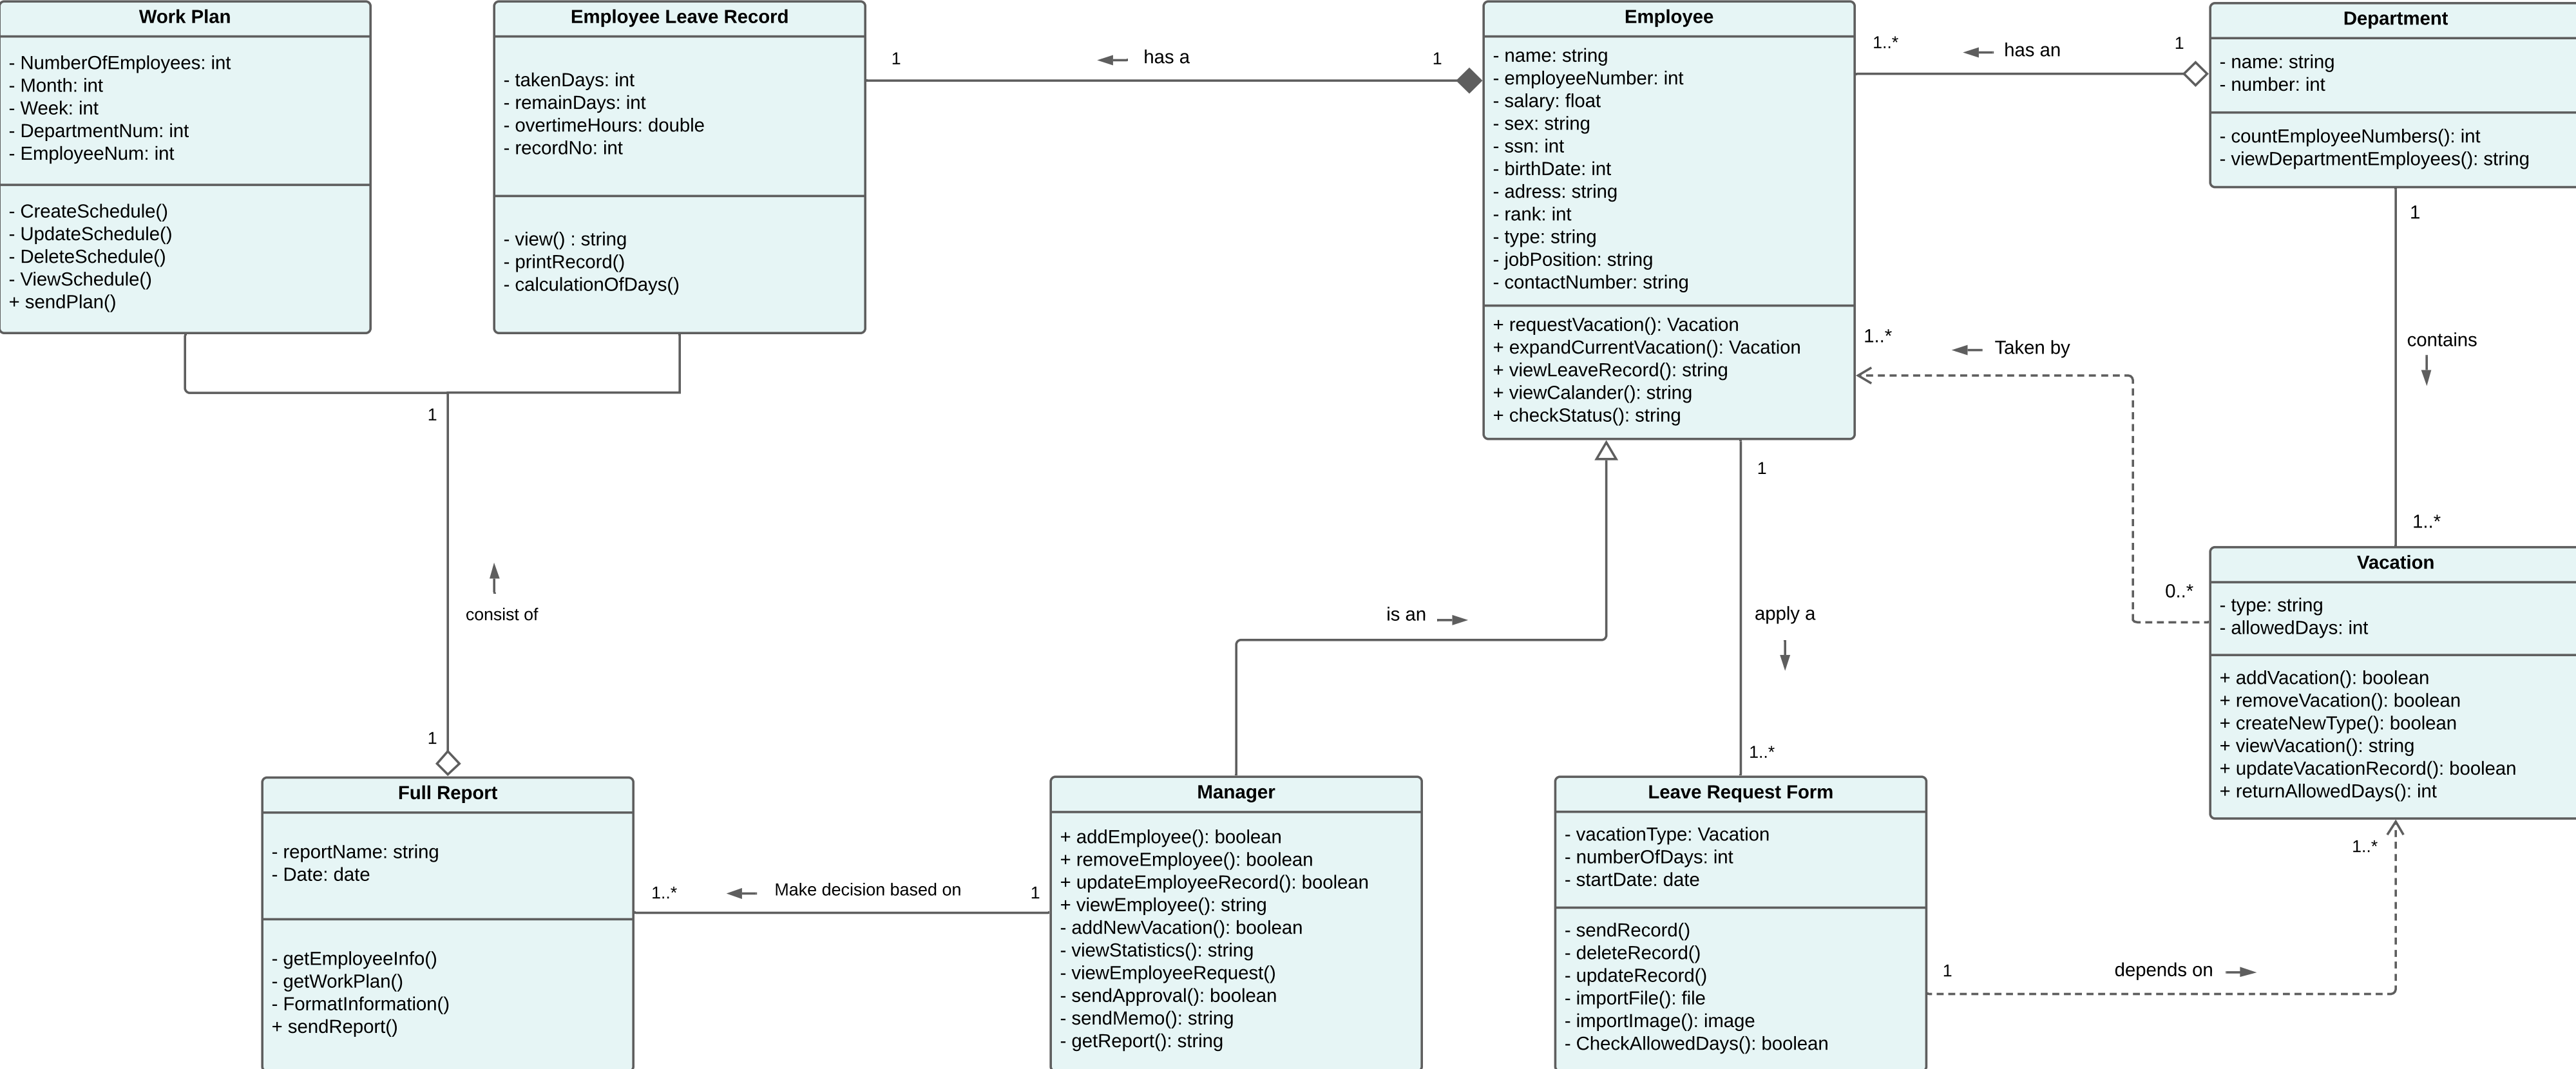 Work Plan
- NumberOfEmployees: int
- Month: int
- Week: int
- DepartmentNum: int
- EmployeeNum: int
- CreateSchedule()
- UpdateSchedule()
- DeleteSchedule()
- ViewSchedule()
+ sendPlan()
Employee Leave Record
- takenDays: int
- remainDays: int
- overtimeHours: double
- recordNo: int
- view() : string
- printRecord()
- calculationOfDays()
1
has a
1
Employee
- name: string
- employeeNumber: int
- salary: float
- sex: string
- ssn: int
- birthDate: int
- adress: string
- rank: int
- type: string
- jobPosition: string
- contactNumber: string
+ requestVacation(): Vacation
+ expandCurrentVacation(): Vacation
+ viewLeaveRecord(): string
+ viewCalander(): string
+ checkStatus(): string
1..*
has an
1
Department
- name: string
- number: int
- countEmployeeNumbers(): int
- viewDepartmentEmployees(): string
1
contains
1..*
1..*
Taken by
0..*
Vacation
- type: string
- allowedDays: int
+ addVacation(): boolean
+ removeVacation(): boolean
+ createNewType(): boolean
+ viewVacation(): string
+ updateVacationRecord(): boolean
+ returnAllowedDays(): int
1
consist of
1
is an
1
apply a
1..*
Full Report
- reportName: string
- Date: date
- getEmployeeInfo()
- getWorkPlan()
- FormatInformation()
+ sendReport()
1..*
Make decision based on
1
Manager
+ addEmployee(): boolean
+ removeEmployee(): boolean
+ updateEmployeeRecord(): boolean
+ viewEmployee(): string
- addNewVacation(): boolean
- viewStatistics(): string
- viewEmployeeRequest()
- sendApproval(): boolean
- sendMemo(): string
- getReport(): string
Leave Request Form
- vacationType: Vacation
- numberOfDays: int
- startDate: date
- sendRecord()
- deleteRecord()
- updateRecord()
- importFile(): file
- importImage(): image
- CheckAllowedDays(): boolean
1
depends on
1..*